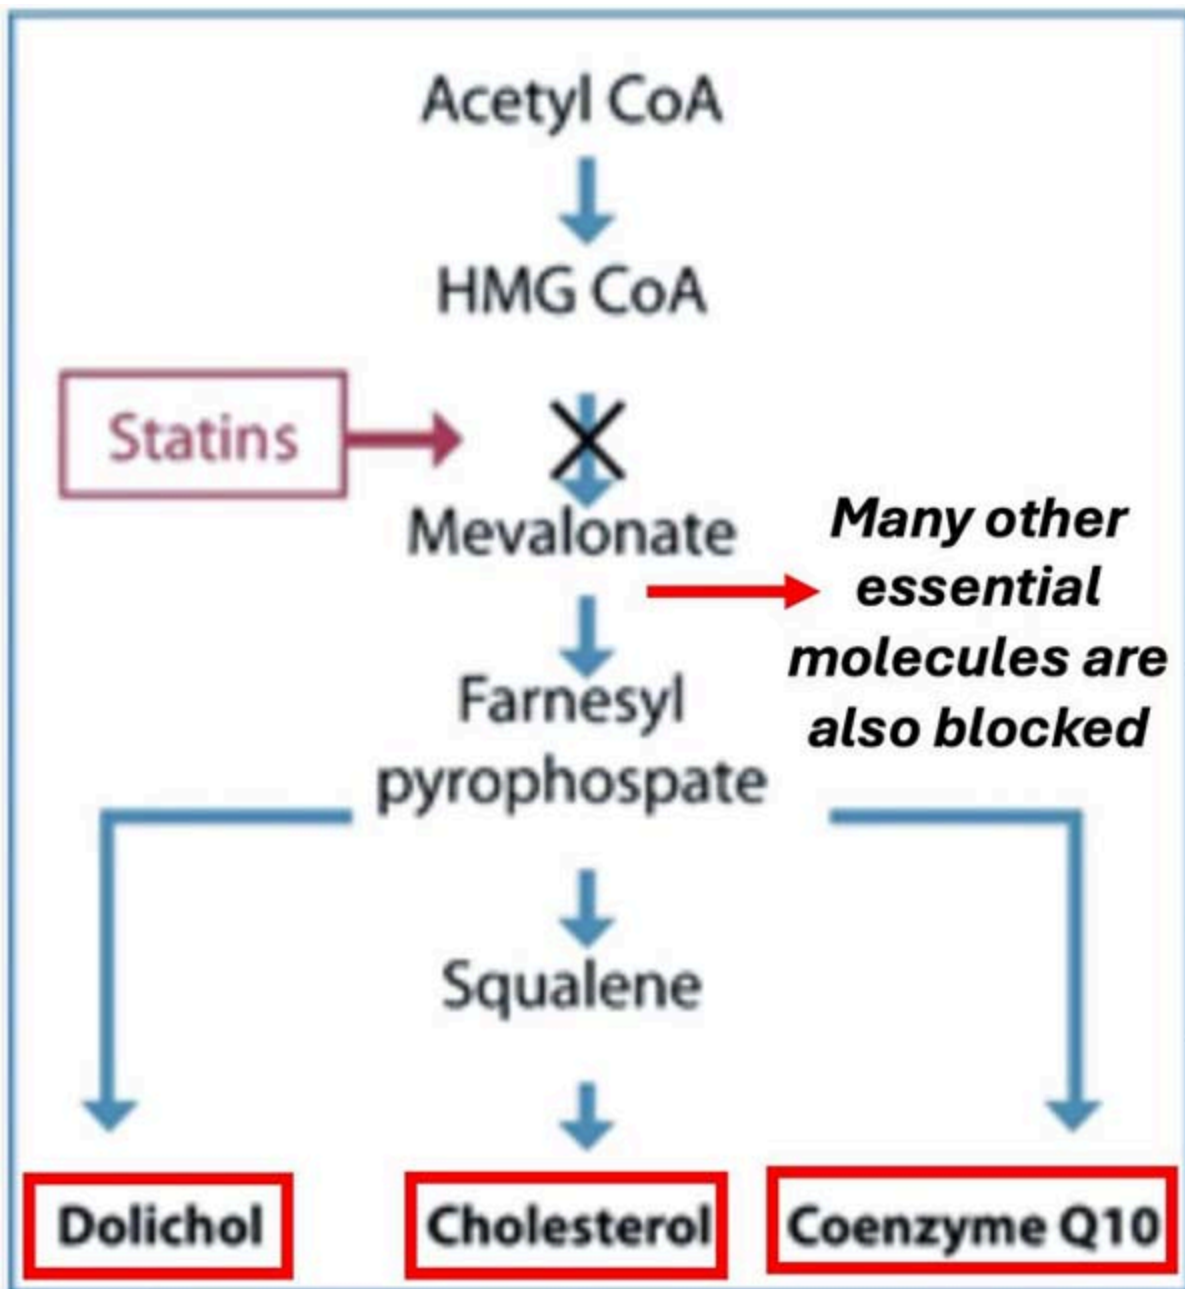 Acetyl CoA
HMG CoA
Statins
Mevalonate
Many other
essential
molecules are
also blocked
Farnesyl
pyrophospate
Squalene
Dolichol
Cholesterol
Coenzyme Q10